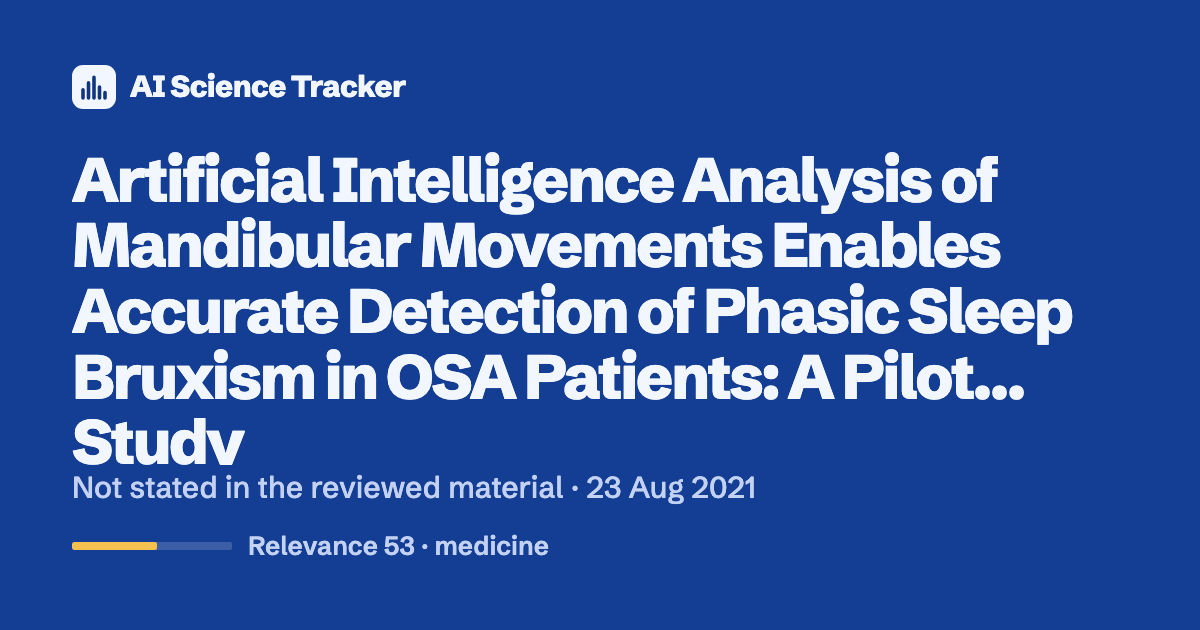 AI Science Tracker
Artificial Intelligence Analysis of
Mandibular Movements Enables
Accurate Detection of Phasic Sleep
Bruxism in OSA Patients: A Pilot...
Study
Not stated in the reviewed material · 23 Aug 2021
Relevance 53 · medicine